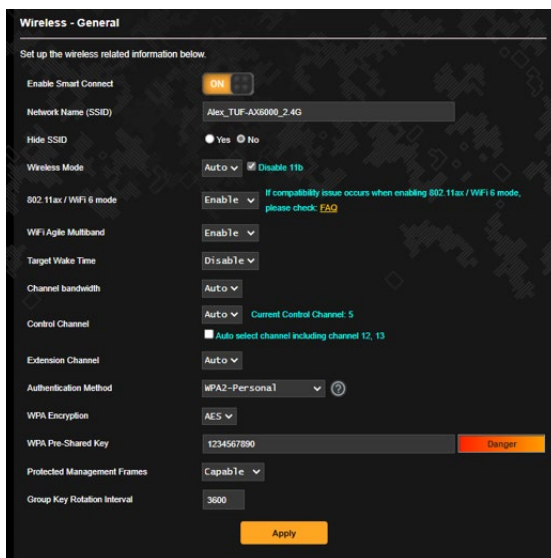 Wireless - General
Set up the wireless related information below.
Enable Smart Connect ON
Network Name (SSID) Alex_TUF-AX6000_2.4G
Hide SSID Yes No
Wireless Mode Auto Disable 11b
802.11ax / WiFi 6 mode Enable If compatibility issue occurs when enabling 802.11ax / WiFi 6 mode,
please check: FAQ
WiFi Agile Multiband Enable
Target Wake Time Disable
Channel bandwidth Auto
Control Channel Auto Current Control Channel: 5
Auto select channel including channel 12, 13
Extension Channel Auto
Authentication Method WPA2-Personal ?
WPA Encryption AES
WPA Pre-Shared Key 1234567890 Danger
Protected Management Frames Capable
Group Key Rotation Interval 3600
Apply